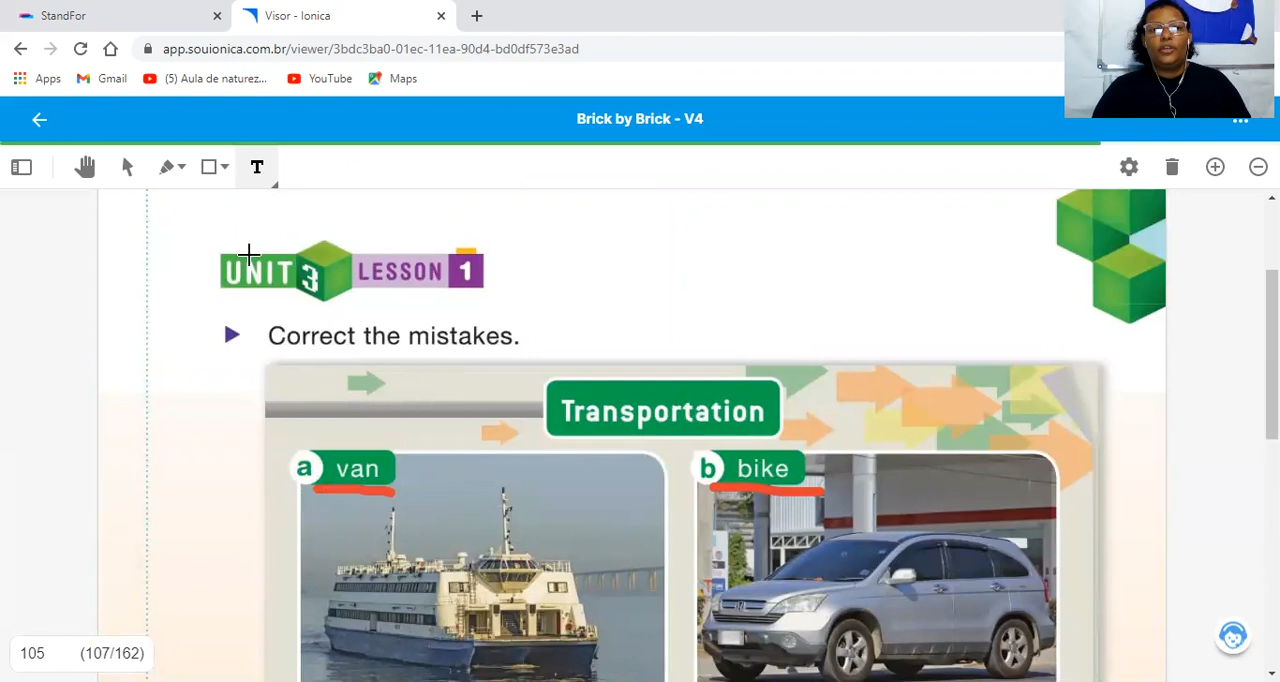 StandFor
Visor - Ionica
app.souionica.com.br/viewer/3bdc3ba0-01ec-11ea-90d4-bd0df573e3ad
Apps
Gmail
(5) Aula de naturez...
YouTube
Maps
Brick by Brick - V4
T
UNIT 3 LESSON 1
Correct the mistakes.
Transportation
a van
b bike
105 (107/162)